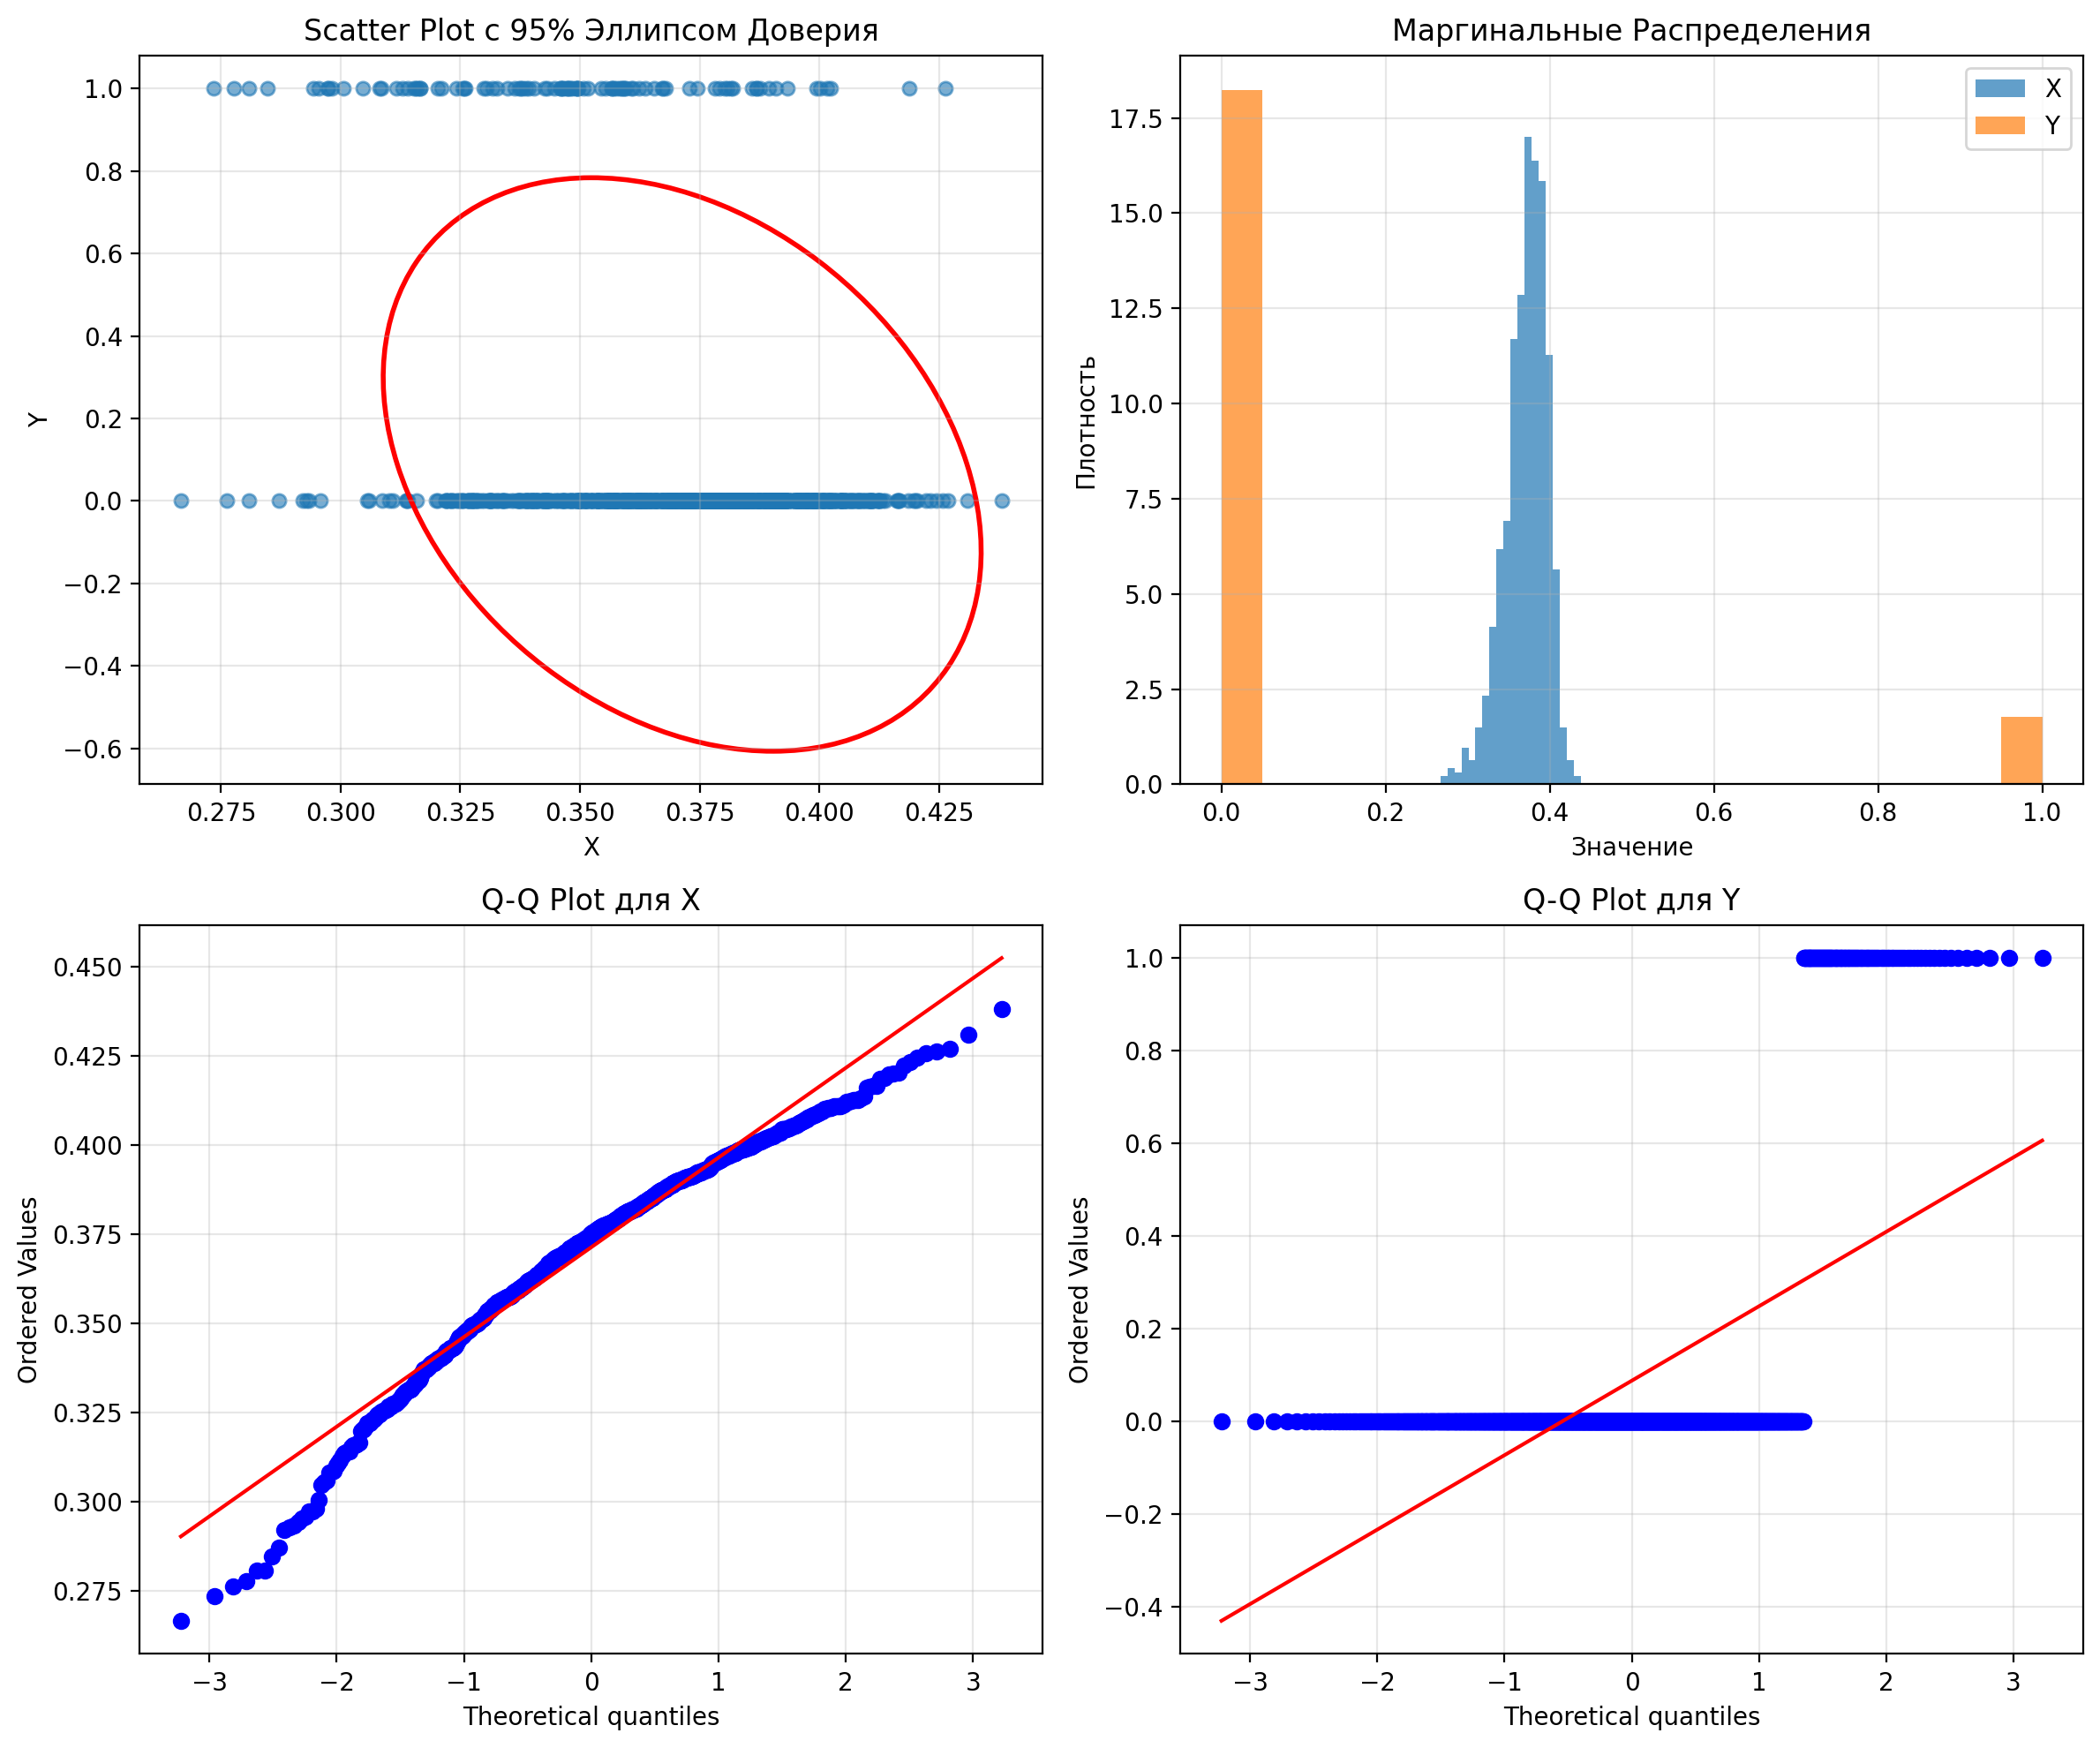 Scatter Plot с 95% Эллипсом Доверия
1.0
0.8
0.6
0.4
0.2
0.0
−0.2
−0.4
−0.6
Y
0.275 0.300 0.325 0.350 0.375 0.400 0.425
X
Маргинальные Распределения
X
Y
17.5
15.0
12.5
10.0
7.5
5.0
2.5
0.0
Плотность
0.0 0.2 0.4 0.6 0.8 1.0
Значение
Q-Q Plot для X
0.450
0.425
0.400
0.375
0.350
0.325
0.300
0.275
Ordered Values
−3 −2 −1 0 1 2 3
Theoretical quantiles
Q-Q Plot для Y
1.0
0.8
0.6
0.4
0.2
0.0
−0.2
−0.4
Ordered Values
−3 −2 −1 0 1 2 3
Theoretical quantiles